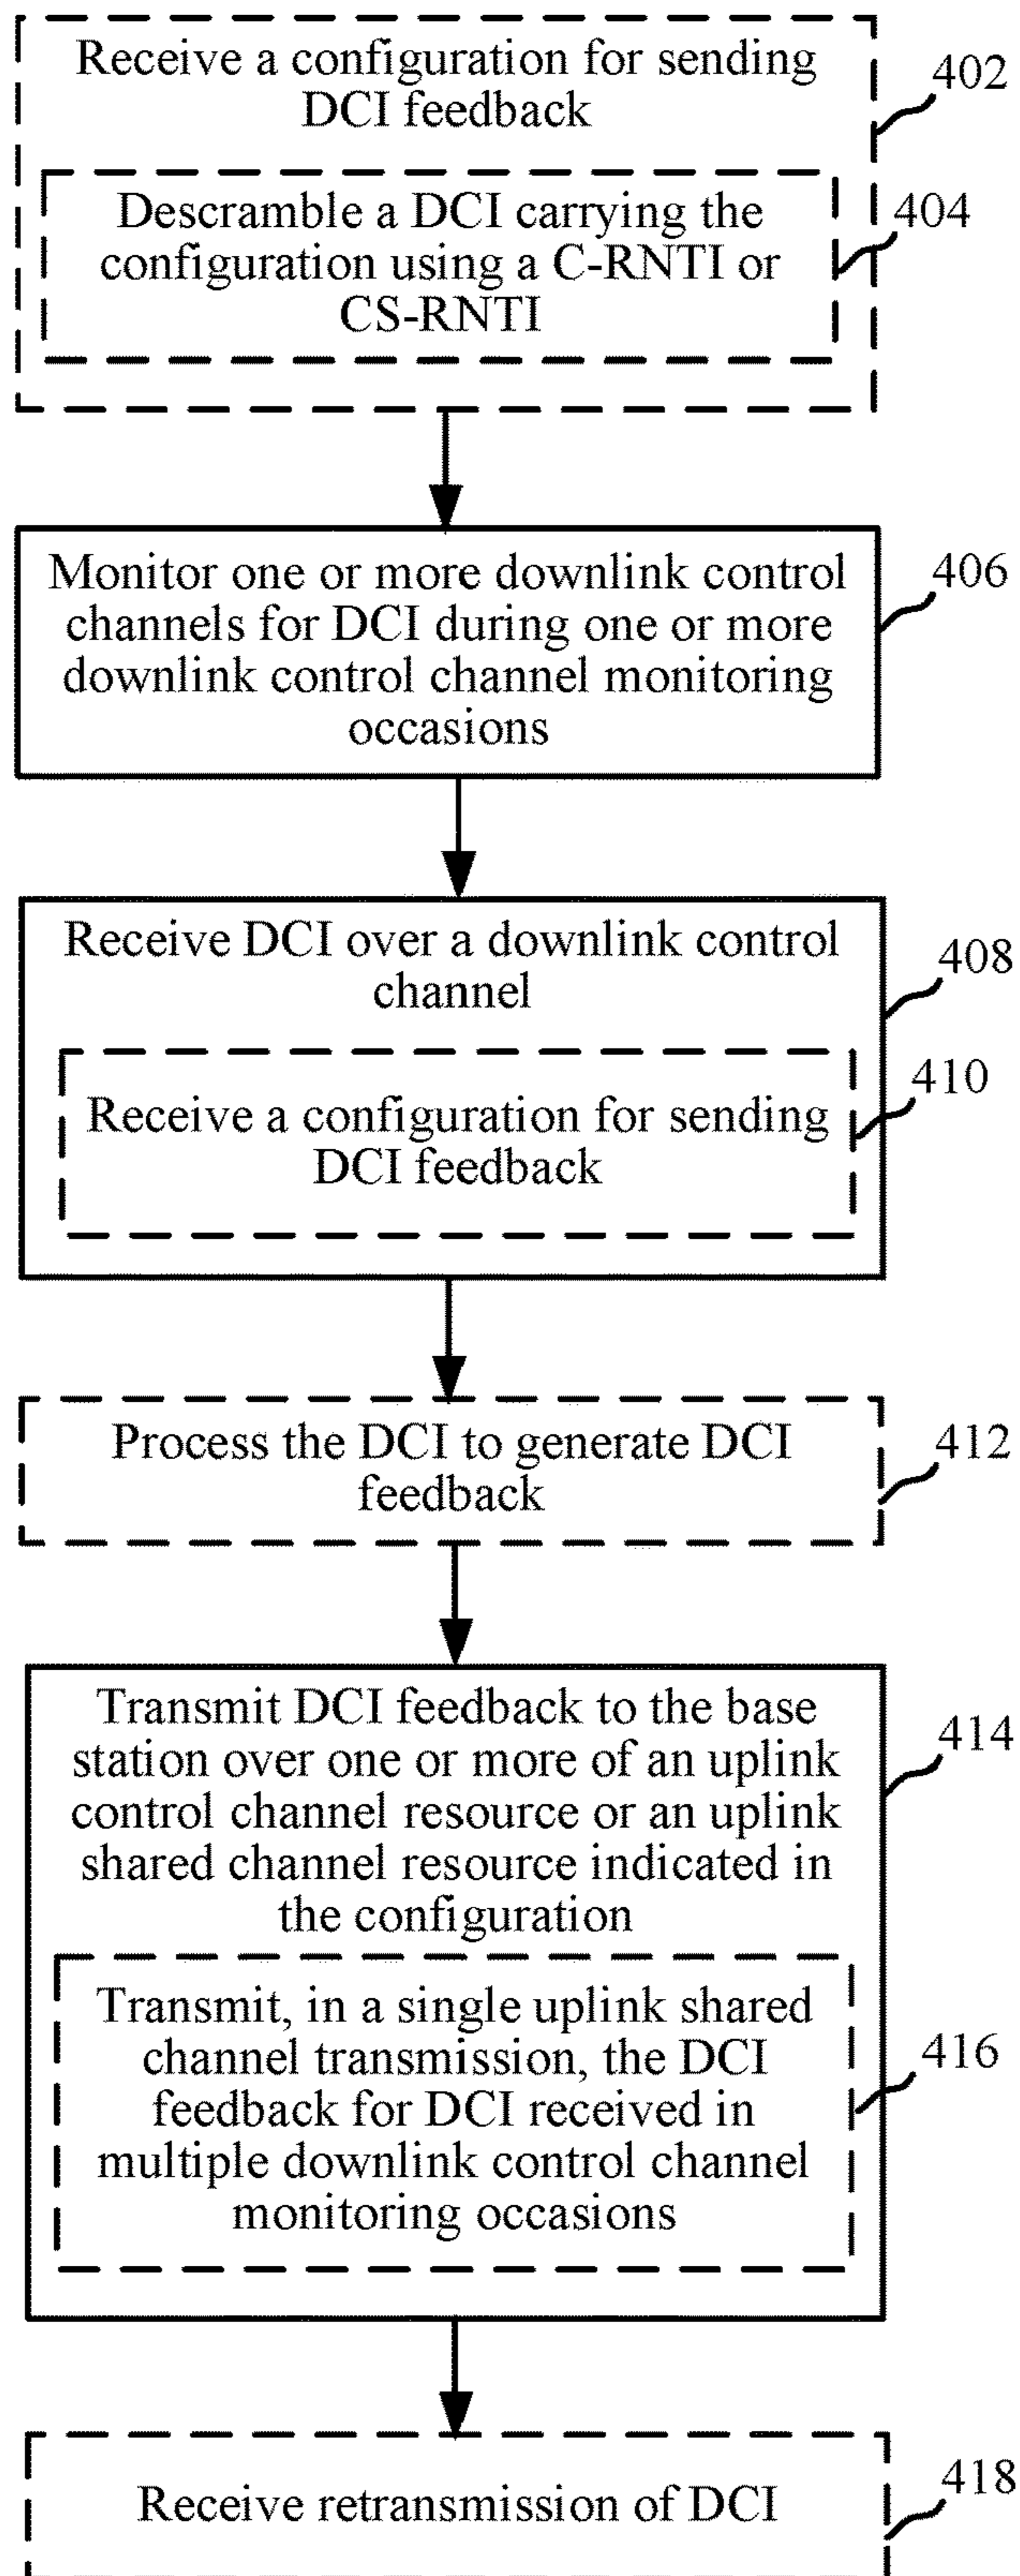 Receive a configuration for sending
DCI feedback
402
Descramble a DCI carrying the
configuration using a C-RNTI or
CS-RNTI
404
Monitor one or more downlink control
channels for DCI during one or more
downlink control channel monitoring
occasions
406
Receive DCI over a downlink control
channel
408
Receive a configuration for sending
DCI feedback
410
Process the DCI to generate DCI
feedback
412
Transmit DCI feedback to the base
station over one or more of an uplink
control channel resource or an uplink
shared channel resource indicated in
the configuration
414
Transmit, in a single uplink shared
channel transmission, the DCI
feedback for DCI received in
multiple downlink control channel
monitoring occasions
416
Receive retransmission of DCI
418